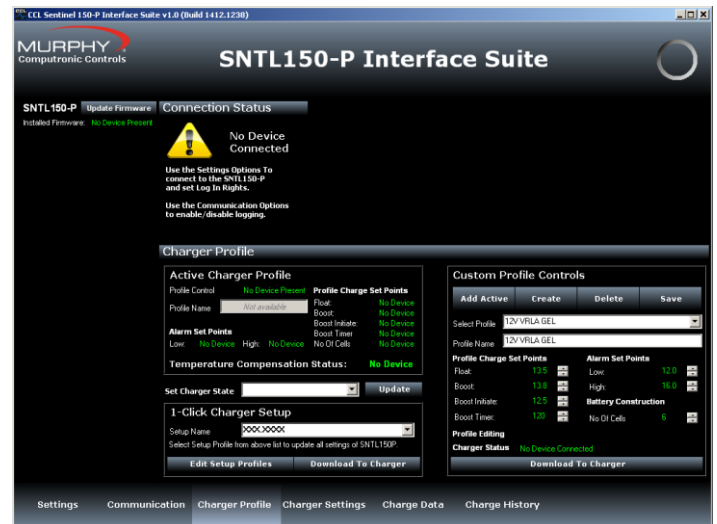 CCL Sentinel 150-P Interface Suite v1.0 (Build 1412.1238)
MURPHY
Computronic Controls
SNTL150-P Interface Suite
SNTL150-P Update Firmware
Installed Firmware: No Device Present
Connection Status
No Device
Connected
Use the Settings Options To
connect to the SNTL150-P
and set Log In Rights.
Use the Communication Options
to enable/disable logging.
Charger Profile
Active Charger Profile
Profile Control No Device Present
Profile Name Not available
Alarm Set Points
Low: No Device High: No Device
Profile Charge Set Points
Float: No Device
Boost: No Device
Boost Initiate: No Device
Boost Timer No Device
No Of Cells No Device
Temperature Compensation Status: No Device
Set Charger State Update
1-Click Charger Setup
Setup Name XXX.XXXX
Select Setup Profile from above list to update all settings of SNTL150P.
Edit Setup Profiles Download To Charger
Custom Profile Controls
Add Active Create Delete Save
Select Profile 12V VRLA GEL
Profile Name 12V VRLA GEL
Profile Charge Set Points
Float: 13.5
Boost: 13.8
Boost Initiate: 12.5
Boost Timer: 120
Alarm Set Points
Low: 12.0
High: 16.0
Battery Construction
No Of Cells 6
Profile Editing
Charger Status No Device Connected
Download To Charger
Settings Communication Charger Profile Charger Settings Charge Data Charge History